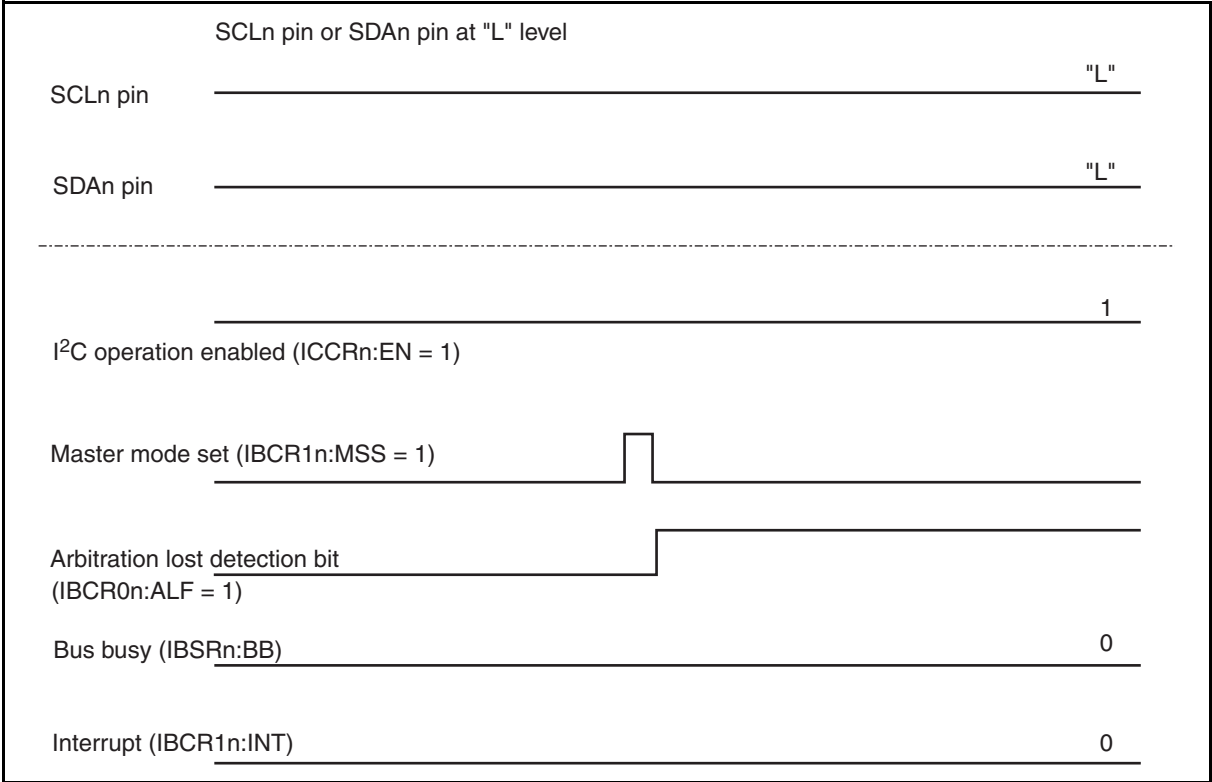 SCLn pin or SDAn pin at "L" level
"L"
SCLn pin
"L"
SDAn pin
1
I²C operation enabled (ICCRn:EN = 1)
Master mode set (IBCR1n:MSS = 1)
Arbitration lost detection bit
(IBCR0n:ALF = 1)
Bus busy (IBSRn:BB) 0
Interrupt (IBCR1n:INT) 0